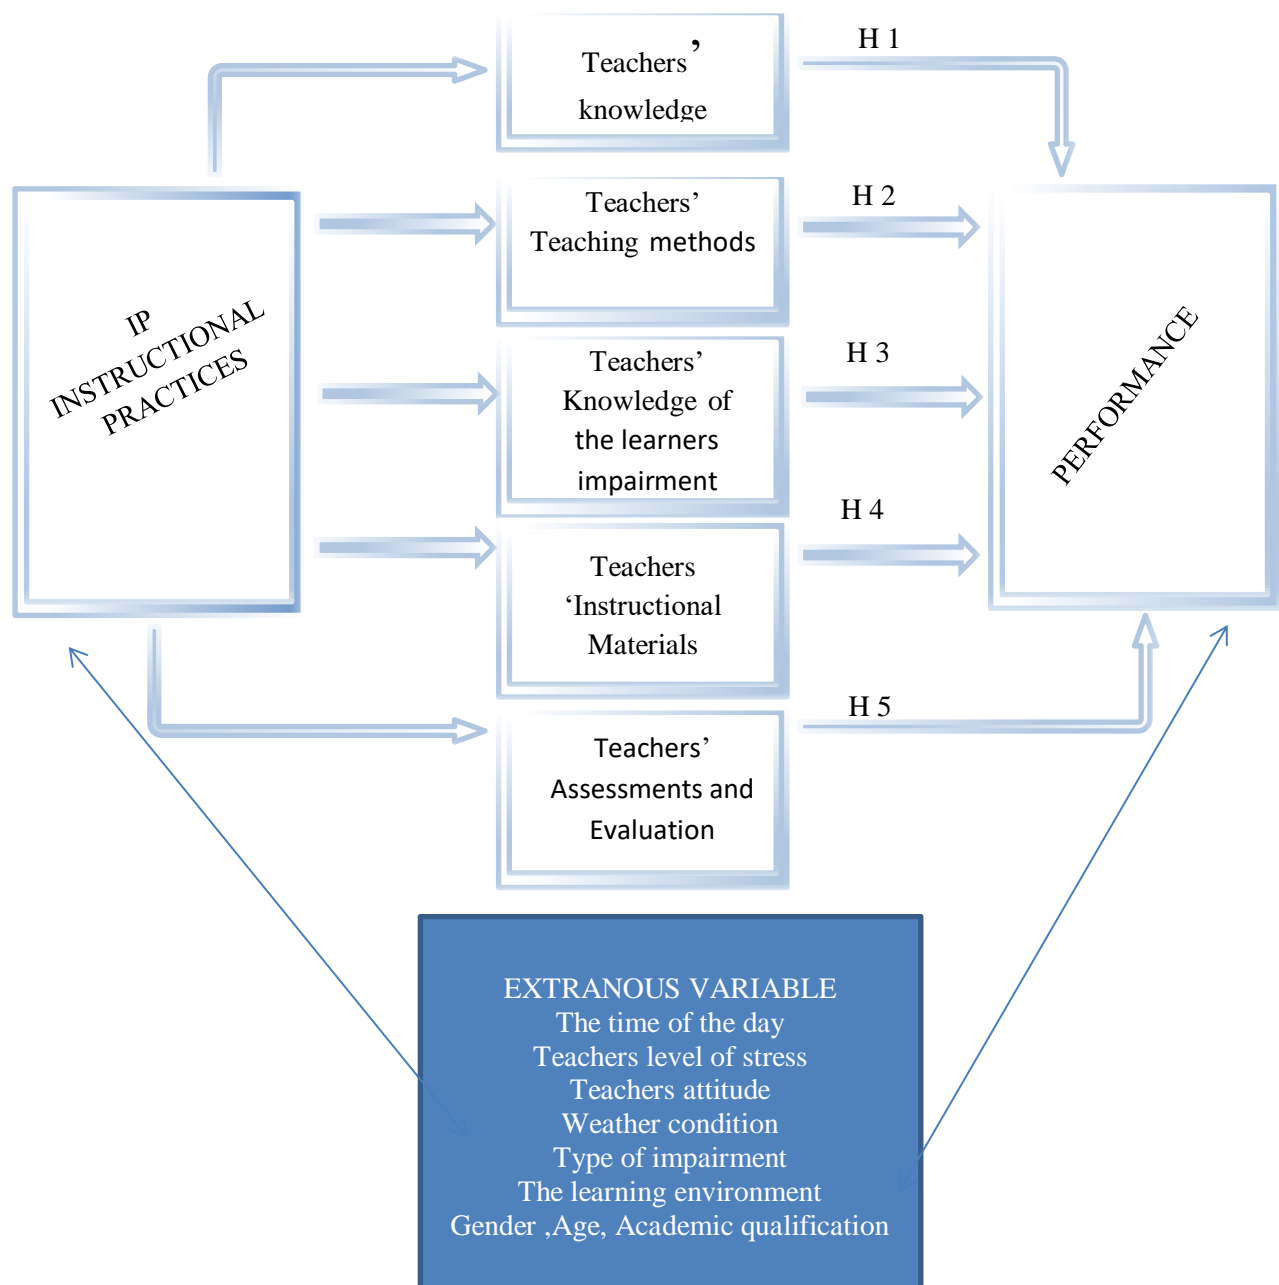 Teachers’
knowledge
H 1
Teachers’
Teaching methods
H 2
IP
INSTRUCTIONAL
PRACTICES
Teachers’
Knowledge of
the learners
impairment
H 3
PERFORMANCE
Teachers
‘Instructional
Materials
H 4
Teachers’
Assessments and
Evaluation
H 5
EXTRANOUS VARIABLE
The time of the day
Teachers level of stress
Teachers attitude
Weather condition
Type of impairment
The learning environment
Gender ,Age, Academic qualification